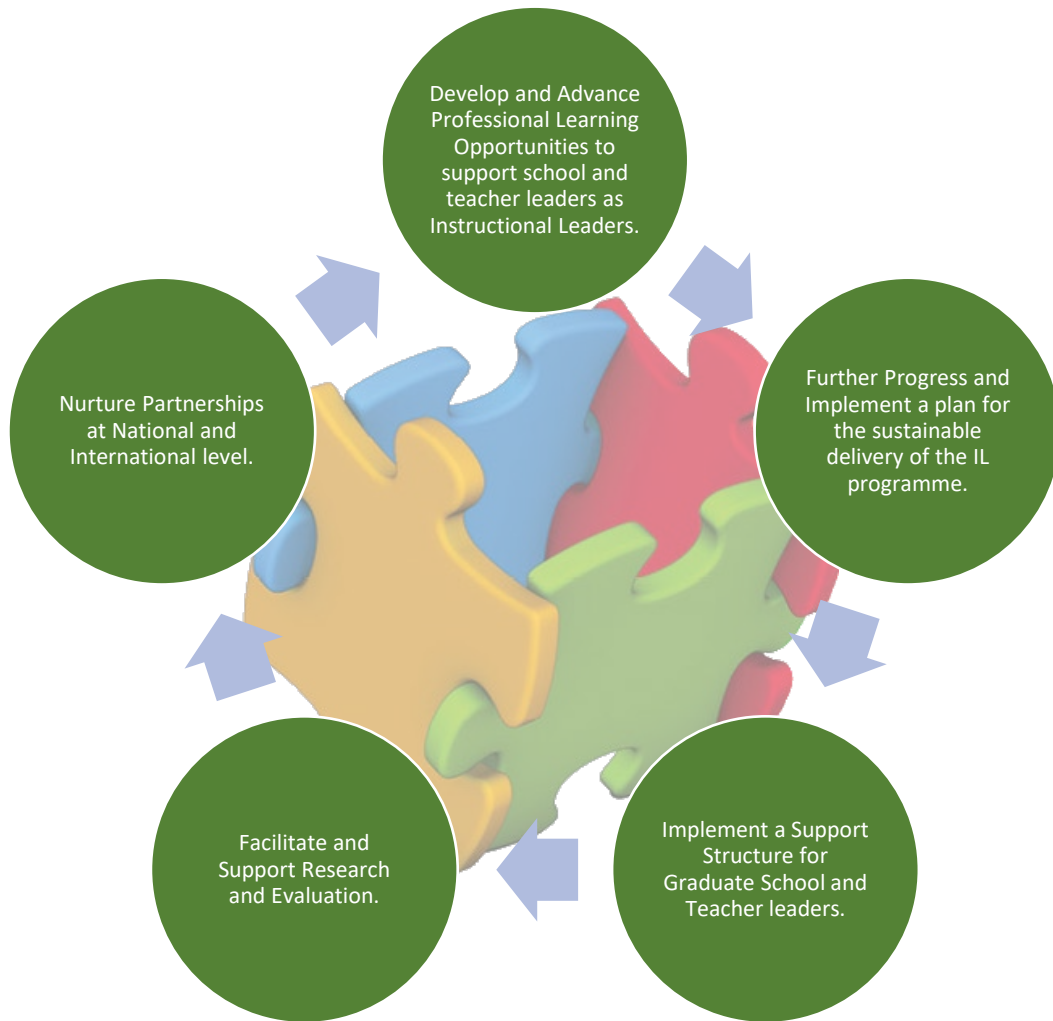 Develop and Advance
Professional Learning
Opportunities to
support school and
teacher leaders as
Instructional Leaders.
Further Progress and
Implement a plan for
the sustainable
delivery of the IL
programme.
Implement a Support
Structure for
Graduate School and
Teacher leaders.
Facilitate and
Support Research
and Evaluation.
Nurture Partnerships
at National and
International level.